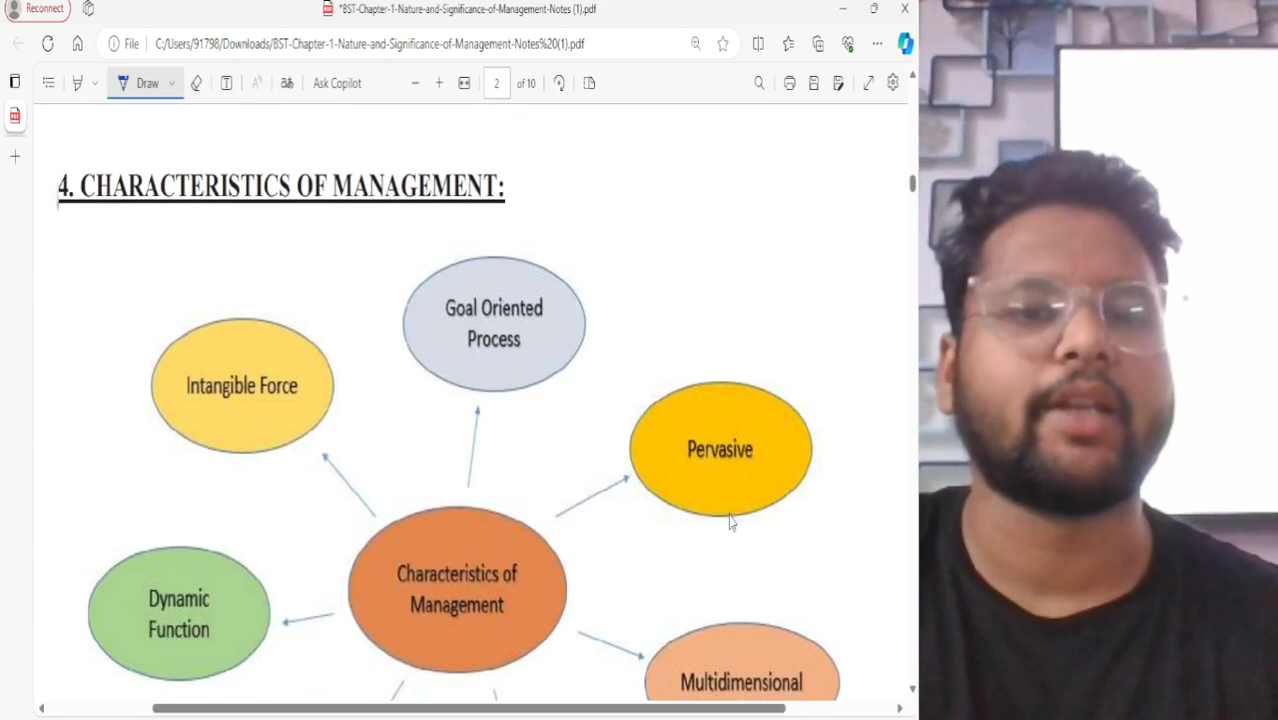 Reconnect
*BST-Chapter-1-Nature-and-Significance-of-Management-Notes (1).pdf
File
C:/Users/91798/Downloads/BST-Chapter-1-Nature-and-Significance-of-Management-Notes%20(1).pdf
Draw
Ask Copilot
2
of 10
4. CHARACTERISTICS OF MANAGEMENT:
Goal Oriented
Process
Intangible Force
Pervasive
Characteristics of
Management
Dynamic
Function
Multidimensional